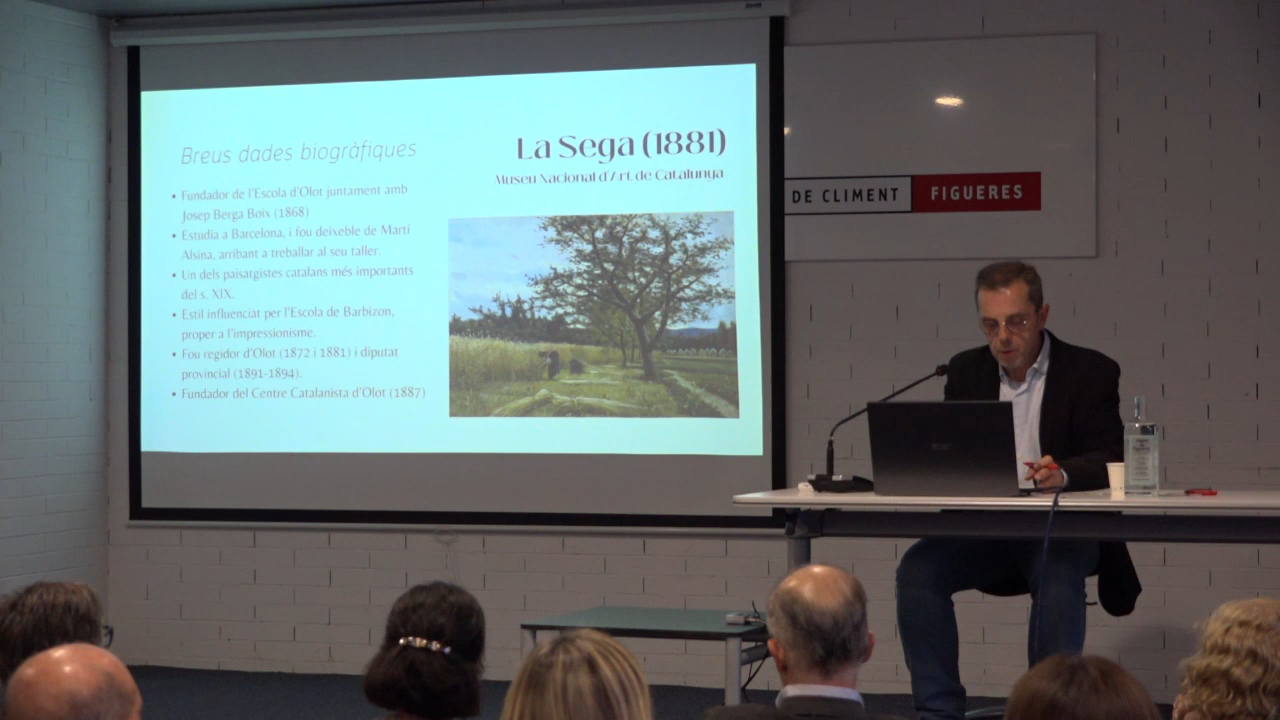 Breus dades biogràfiques
• Fundador de l'Escola d'Olot juntament amb
Josep Berga Boix (1868)
• Estudia a Barcelona, i fou deixeble de Martí
Alsina, arribant a treballar al seu taller.
• Un dels paisatgistes catalans més importants
del s. XIX.
• Estil influenciat per l'Escola de Barbizon,
proper a l'impressionisme.
• Fou regidor d'Olot (1872 i 1881) i diputat
provincial (1891-1894).
• Fundador del Centre Catalanista d'Olot (1887)
La Sega (1881)
Museu Nacional d'Art de Catalunya
DE CLIMENT FIGUERES